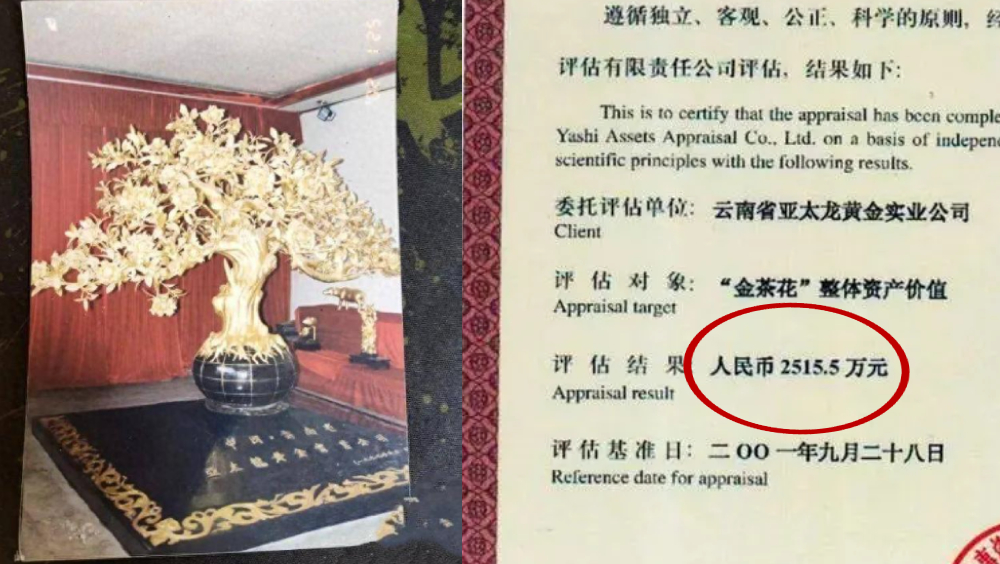 遵循独立、客观、公正、科学的原则，经
评估有限责任公司评估，结果如下：
This is to certify that the appraisal has been comple
Yashi Assets Appraisal Co., Ltd. on a basis of independ
scientific principles with the following results.
委托评估单位：云南省亚太龙黄金实业公司
Client
评估对象：“金茶花”整体资产价值
Appraisal target
评估结果 人民币2515.5万元
Appraisal result
评估基准日：二OO一年九月二十八日
Reference date for appraisal